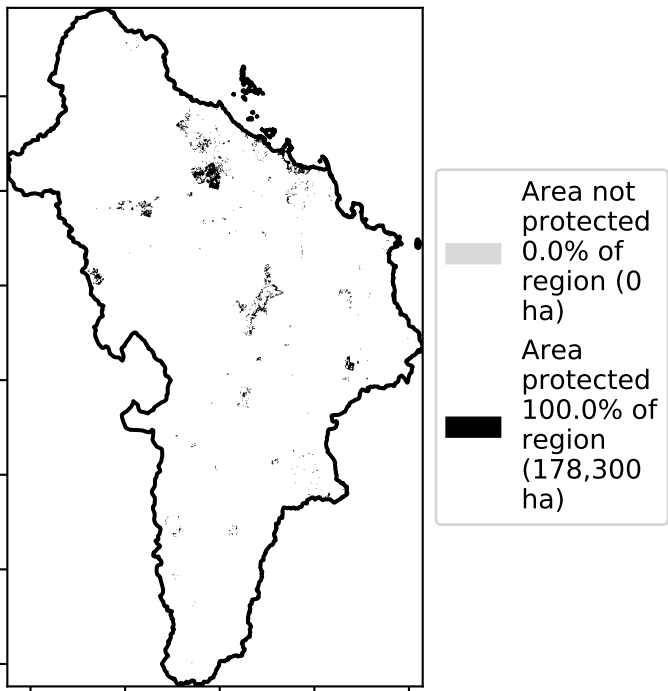 Area not
protected
0.0% of
region (0
ha)
Area
protected
100.0% of
region
(178,300
ha)